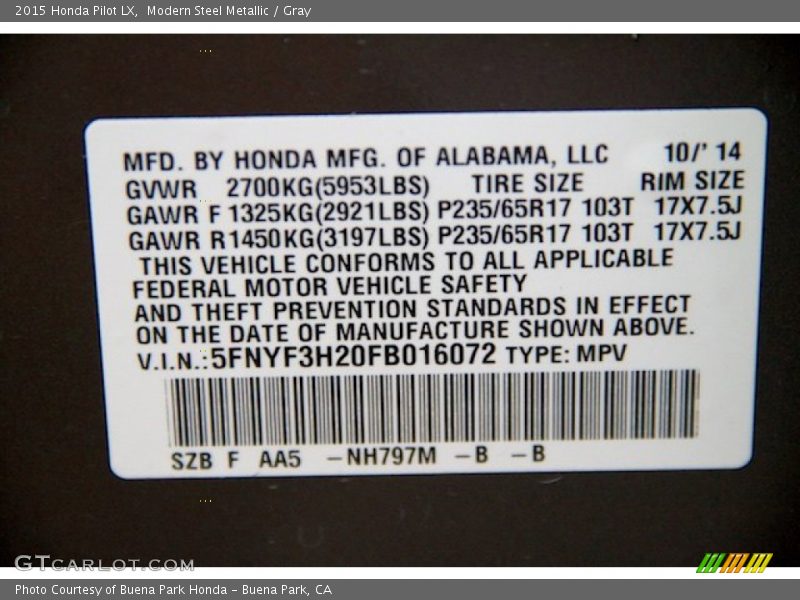 2015 Honda Pilot LX, Modern Steel Metallic / Gray
MFD. BY HONDA MFG. OF ALABAMA, LLC 10/' 14
GVWR 2700KG(5953LBS) TIRE SIZE RIM SIZE
GAWR F 1325KG(2921LBS) P235/65R17 103T 17X7.5J
GAWR R1450KG(3197LBS) P235/65R17 103T 17X7.5J
THIS VEHICLE CONFORMS TO ALL APPLICABLE
FEDERAL MOTOR VEHICLE SAFETY
AND THEFT PREVENTION STANDARDS IN EFFECT
ON THE DATE OF MANUFACTURE SHOWN ABOVE.
V.I.N.:5FNYF3H20FB016072 TYPE: MPV
SZB F AA5 -NH797M -B -B
GTCARLOT.COM
Photo Courtesy of Buena Park Honda - Buena Park, CA